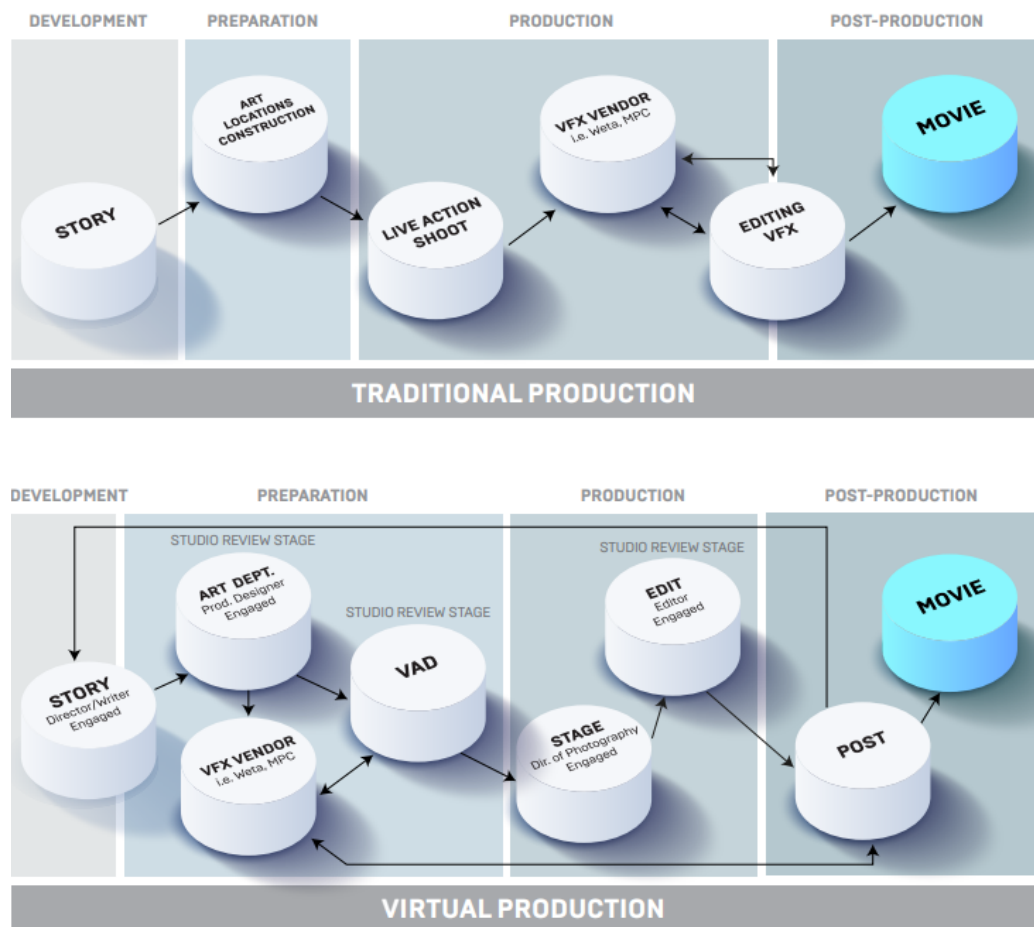 DEVELOPMENT
PREPARATION
PRODUCTION
POST-PRODUCTION
STORY
ART
LOCATIONS
CONSTRUCTION
LIVE ACTION
SHOOT
VFX VENDOR
i.e. Weta, MPC
EDITING
VFX
MOVIE
TRADITIONAL PRODUCTION
DEVELOPMENT
PREPARATION
PRODUCTION
POST-PRODUCTION
STORY
Director/Writer
Engaged
STUDIO REVIEW STAGE
ART DEPT.
Prod. Designer
Engaged
VFX VENDOR
i.e. Weta, MPC
STUDIO REVIEW STAGE
VAD
STAGE
Dir. of Photography
Engaged
STUDIO REVIEW STAGE
EDIT
Editor
Engaged
POST
MOVIE
VIRTUAL PRODUCTION